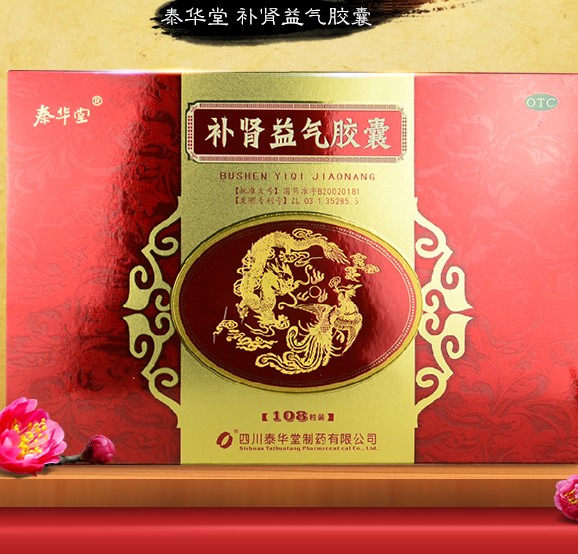 泰华堂 补肾益气胶囊
泰华堂®
OTC
补肾益气胶囊
BUSHEN YIQI JIAONANG
【批准文号】国药准字B20020181
【发明专利号】ZL 03 1 35285.5
【108粒装】
四川泰华堂制药有限公司
Sichuan Taihuatang Pharmaceutical Co., Ltd.